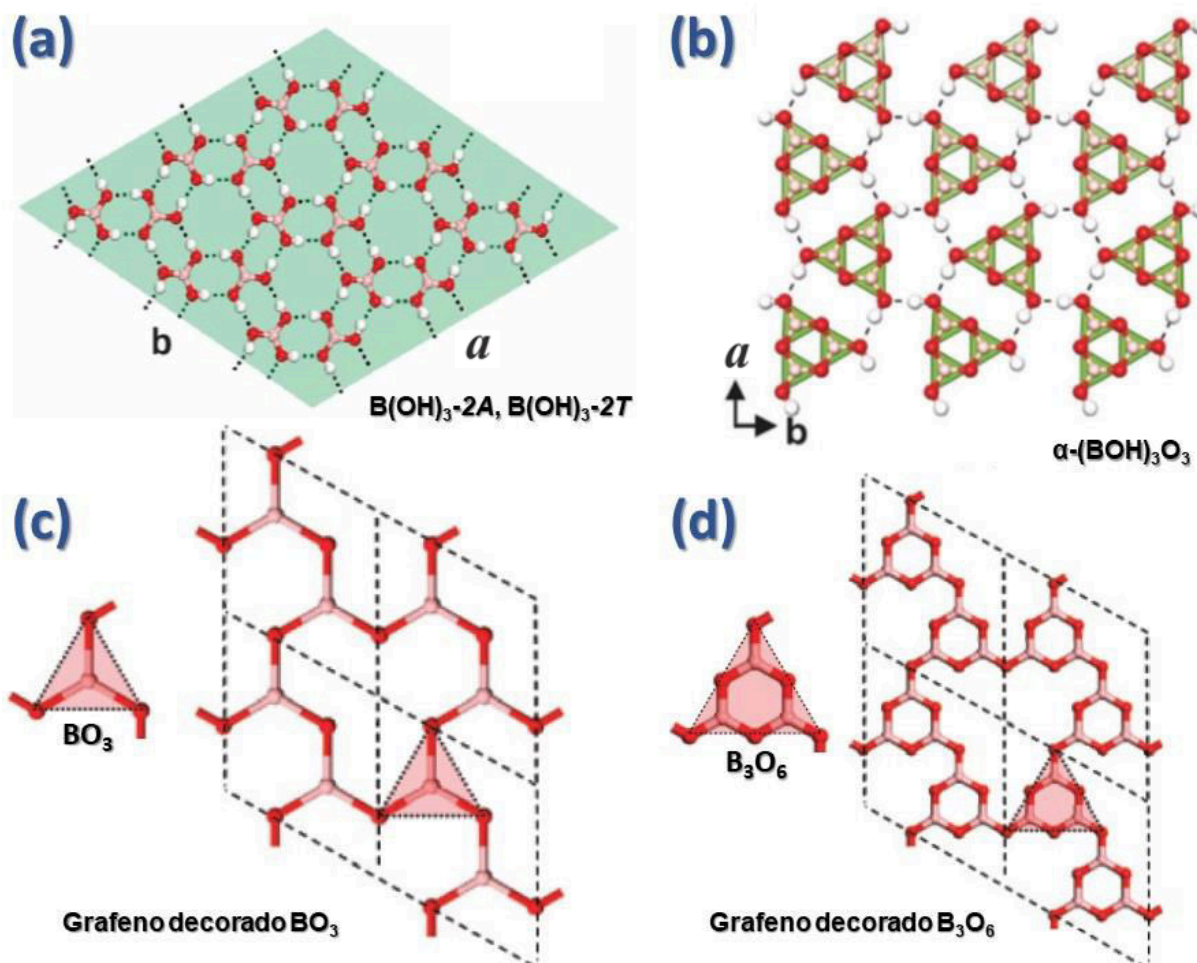 (a)
b
a
B(OH)₃-2A, B(OH)₃-2T
(b)
a
b
α-(BOH)₃O₃
(c)
BO₃
Grafeno decorado BO₃
(d)
B₃O₆
Grafeno decorado B₃O₆